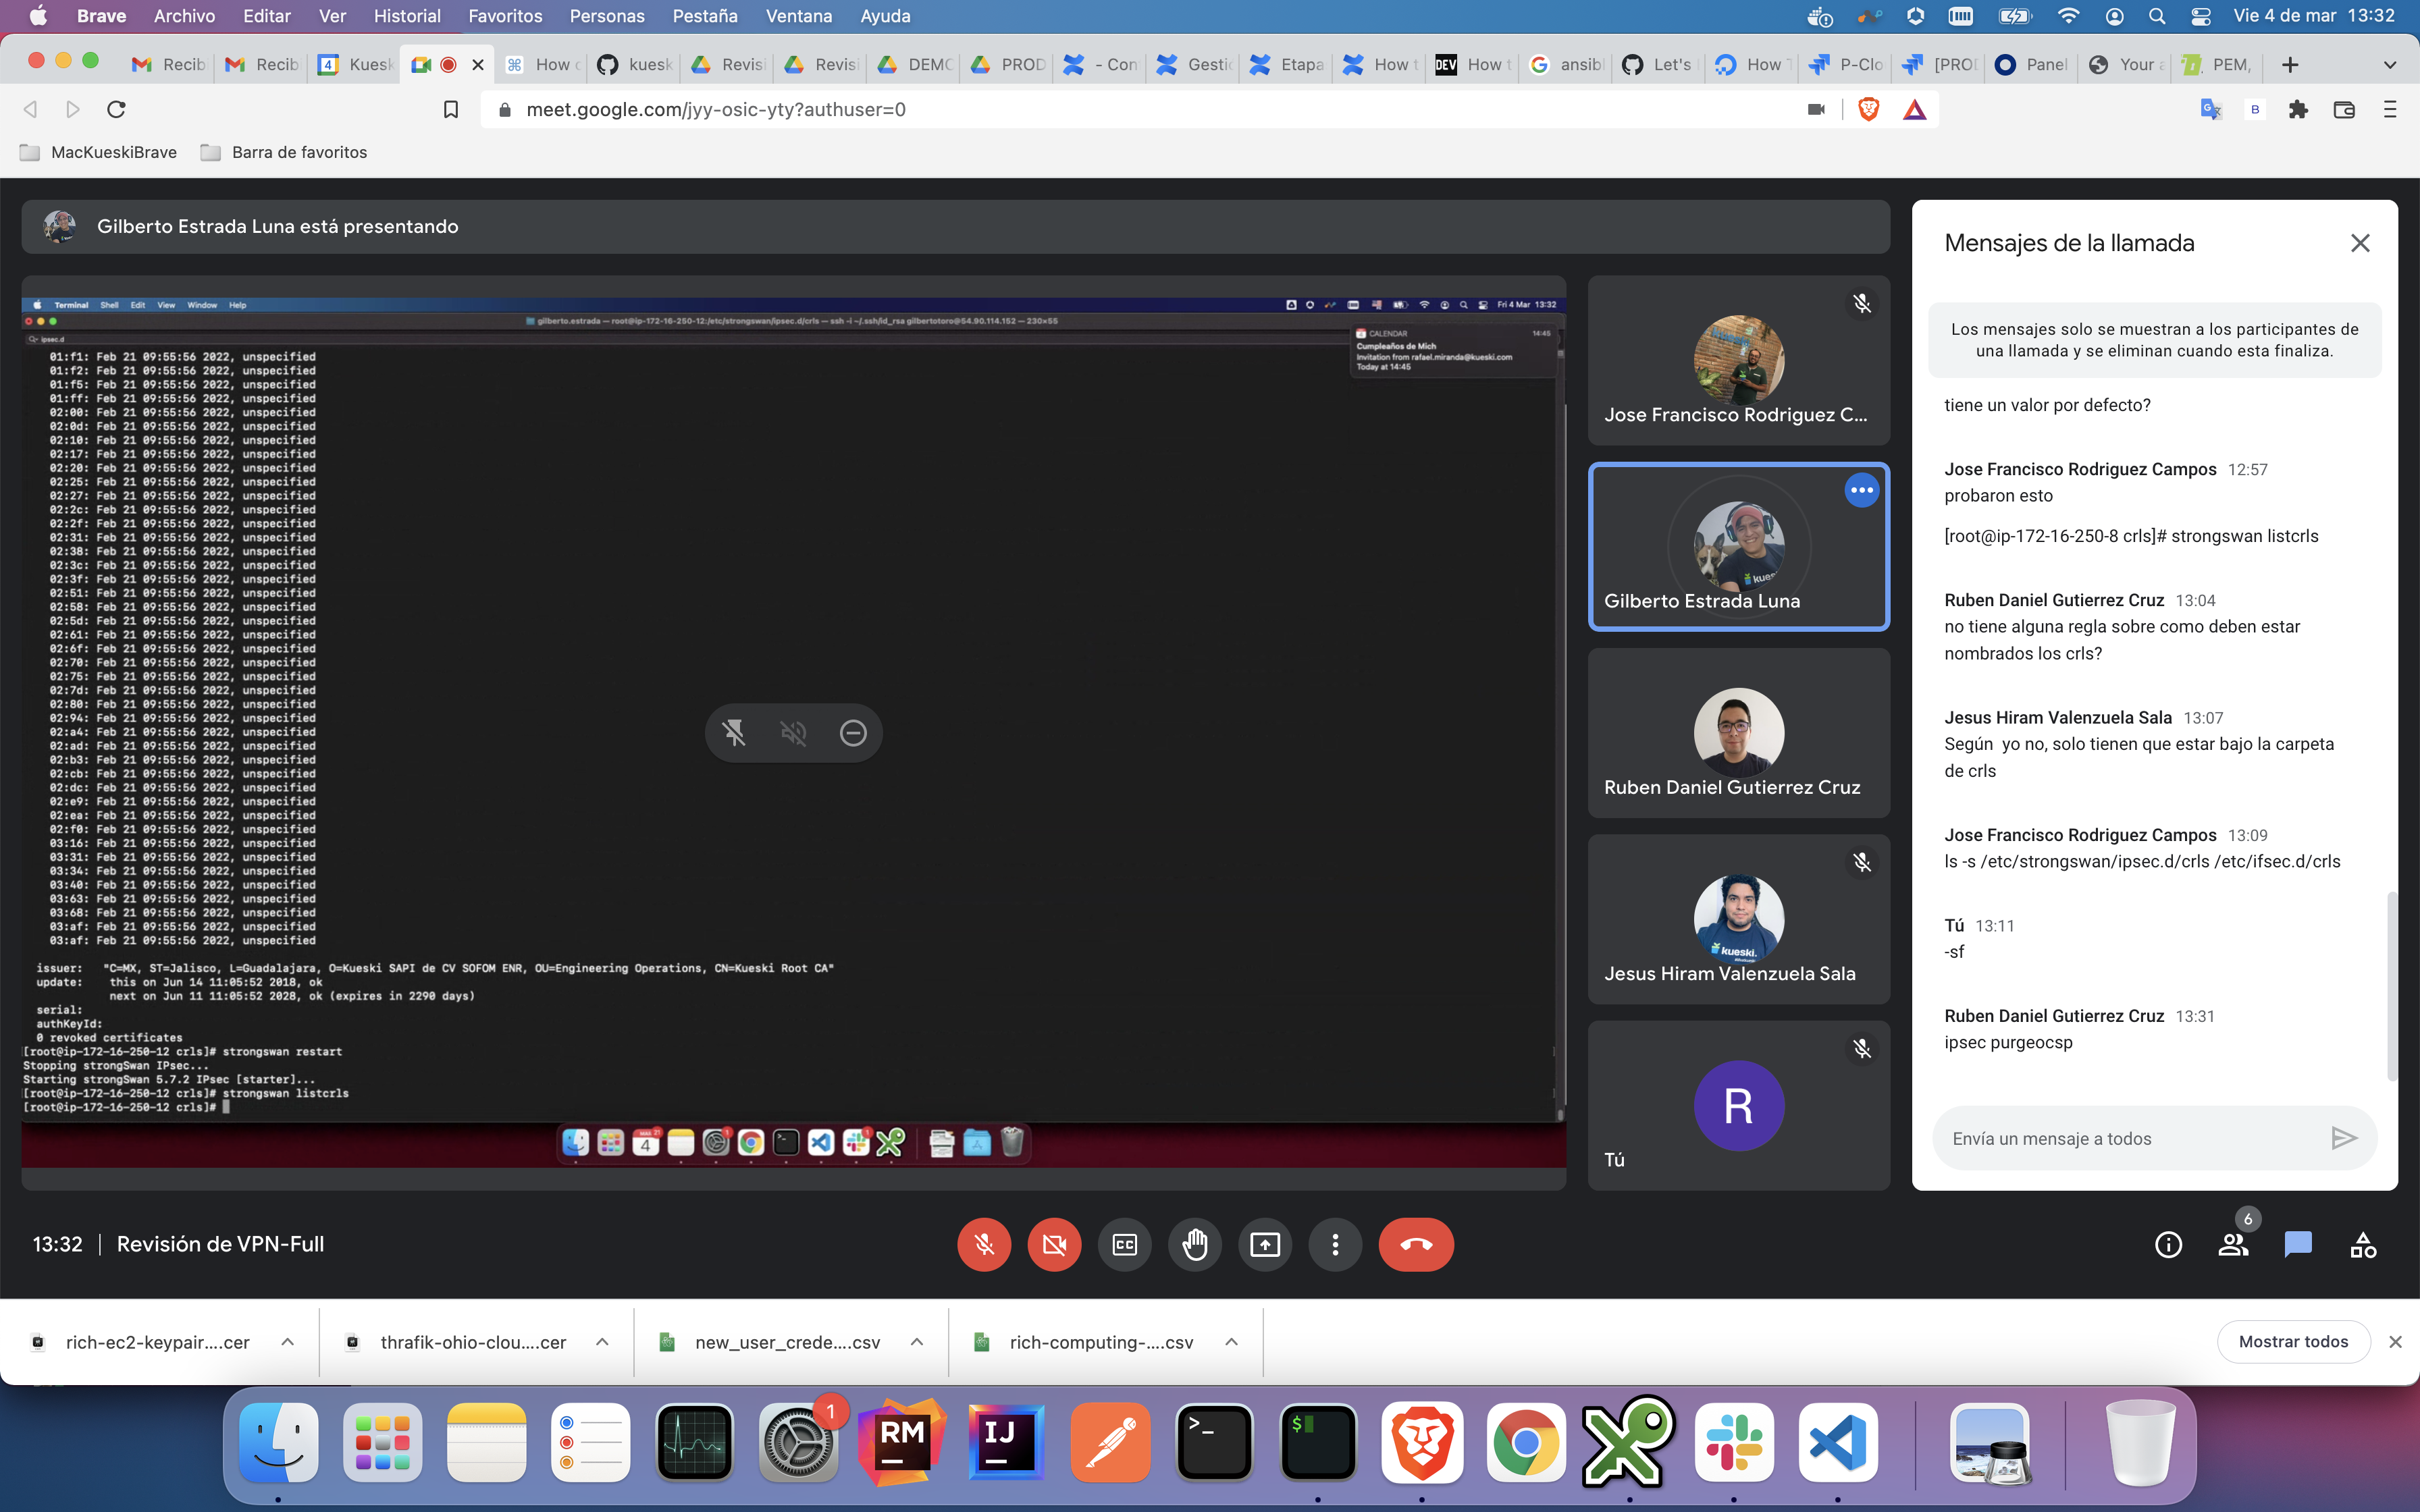 Brave Archivo Editar Ver Historial Favoritos Personas Pestaña Ventana Ayuda
Vie 4 de mar 13:32
Recib
Recib
4 Kuesk
How c
kuesk
Revisi
Revisi
DEMO
PROD
- Con
Gestic
Etapa
How t
DEV How t
ansibl
Let's
How T
P-Clo
[PROD
Panel
Your a
PEM,
meet.google.com/jyy-osic-yty?authuser=0
MacKueskiBrave
Barra de favoritos
Gilberto Estrada Luna está presentando
Terminal Shell Edit View Window Help
Fri 4 Mar 13:32
gilberto.estrada — root@ip-172-16-250-12:/etc/strongswan/ipsec.d/crls — ssh -i ~/.ssh/id_rsa gilbertotoro@54.90.114.152 — 230×55
ipsec.d
CALENDAR 14:45
Cumpleaños de Mich
Invitation from rafael.miranda@kueski.com
Today at 14:45
01:f1: Feb 21 09:55:56 2022, unspecified
01:f2: Feb 21 09:55:56 2022, unspecified
01:f5: Feb 21 09:55:56 2022, unspecified
01:ff: Feb 21 09:55:56 2022, unspecified
02:00: Feb 21 09:55:56 2022, unspecified
02:0d: Feb 21 09:55:56 2022, unspecified
02:10: Feb 21 09:55:56 2022, unspecified
02:17: Feb 21 09:55:56 2022, unspecified
02:20: Feb 21 09:55:56 2022, unspecified
02:25: Feb 21 09:55:56 2022, unspecified
02:27: Feb 21 09:55:56 2022, unspecified
02:2c: Feb 21 09:55:56 2022, unspecified
02:2f: Feb 21 09:55:56 2022, unspecified
02:31: Feb 21 09:55:56 2022, unspecified
02:38: Feb 21 09:55:56 2022, unspecified
02:3c: Feb 21 09:55:56 2022, unspecified
02:3f: Feb 21 09:55:56 2022, unspecified
02:51: Feb 21 09:55:56 2022, unspecified
02:58: Feb 21 09:55:56 2022, unspecified
02:5d: Feb 21 09:55:56 2022, unspecified
02:61: Feb 21 09:55:56 2022, unspecified
02:6f: Feb 21 09:55:56 2022, unspecified
02:70: Feb 21 09:55:56 2022, unspecified
02:75: Feb 21 09:55:56 2022, unspecified
02:7d: Feb 21 09:55:56 2022, unspecified
02:80: Feb 21 09:55:56 2022, unspecified
02:94: Feb 21 09:55:56 2022, unspecified
02:a4: Feb 21 09:55:56 2022, unspecified
02:ad: Feb 21 09:55:56 2022, unspecified
02:b3: Feb 21 09:55:56 2022, unspecified
02:cb: Feb 21 09:55:56 2022, unspecified
02:dc: Feb 21 09:55:56 2022, unspecified
02:e9: Feb 21 09:55:56 2022, unspecified
02:ea: Feb 21 09:55:56 2022, unspecified
02:f0: Feb 21 09:55:56 2022, unspecified
03:16: Feb 21 09:55:56 2022, unspecified
03:31: Feb 21 09:55:56 2022, unspecified
03:34: Feb 21 09:55:56 2022, unspecified
03:40: Feb 21 09:55:56 2022, unspecified
03:63: Feb 21 09:55:56 2022, unspecified
03:68: Feb 21 09:55:56 2022, unspecified
03:af: Feb 21 09:55:56 2022, unspecified
03:af: Feb 21 09:55:56 2022, unspecified
issuer: "C=MX, ST=Jalisco, L=Guadalajara, O=Kueski SAPI de CV SOFOM ENR, OU=Engineering Operations, CN=Kueski Root CA"
update: this on Jun 14 11:05:52 2018, ok
next on Jun 11 11:05:52 2028, ok (expires in 2290 days)
serial:
authKeyId:
0 revoked certificates
[root@ip-172-16-250-12 crls]# strongswan restart
Stopping strongSwan IPsec...
Starting strongSwan 5.7.2 IPsec [starter]...
[root@ip-172-16-250-12 crls]# strongswan listcrls
[root@ip-172-16-250-12 crls]#
Jose Francisco Rodriguez C...
kues
Gilberto Estrada Luna
Ruben Daniel Gutierrez Cruz
kueski.
Jesus Hiram Valenzuela Sala
R
Tú
Mensajes de la llamada
Los mensajes solo se muestran a los participantes de
una llamada y se eliminan cuando esta finaliza.
tiene un valor por defecto?
Jose Francisco Rodriguez Campos 12:57
probaron esto
[root@ip-172-16-250-8 crls]# strongswan listcrls
Ruben Daniel Gutierrez Cruz 13:04
no tiene alguna regla sobre como deben estar
nombrados los crls?
Jesus Hiram Valenzuela Sala 13:07
Según yo no, solo tienen que estar bajo la carpeta
de crls
Jose Francisco Rodriguez Campos 13:09
ls -s /etc/strongswan/ipsec.d/crls /etc/ifsec.d/crls
Tú 13:11
-sf
Ruben Daniel Gutierrez Cruz 13:31
ipsec purgeocsp
Envía un mensaje a todos
13:32 | Revisión de VPN-Full
CC
6
rich-ec2-keypair....cer
thrafik-ohio-clou....cer
new_user_crede....csv
rich-computing-....csv
Mostrar todos
1
RM
IJ
>_
$